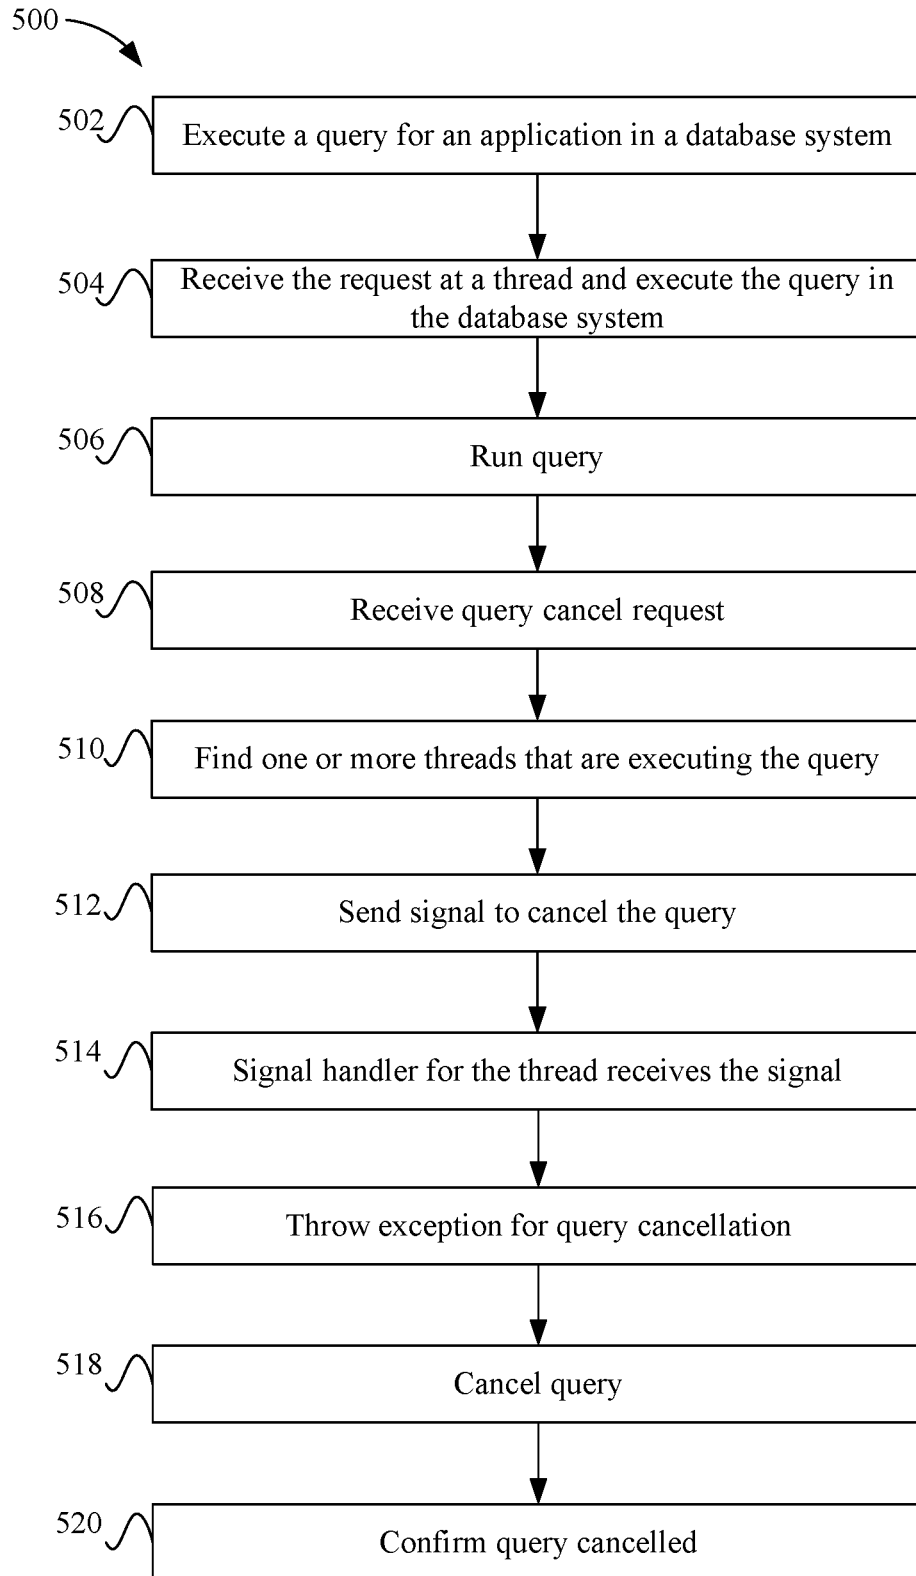 500
502
Execute a query for an application in a database system
504
Receive the request at a thread and execute the query in
the database system
506
Run query
508
Receive query cancel request
510
Find one or more threads that are executing the query
512
Send signal to cancel the query
514
Signal handler for the thread receives the signal
516
Throw exception for query cancellation
518
Cancel query
520
Confirm query cancelled